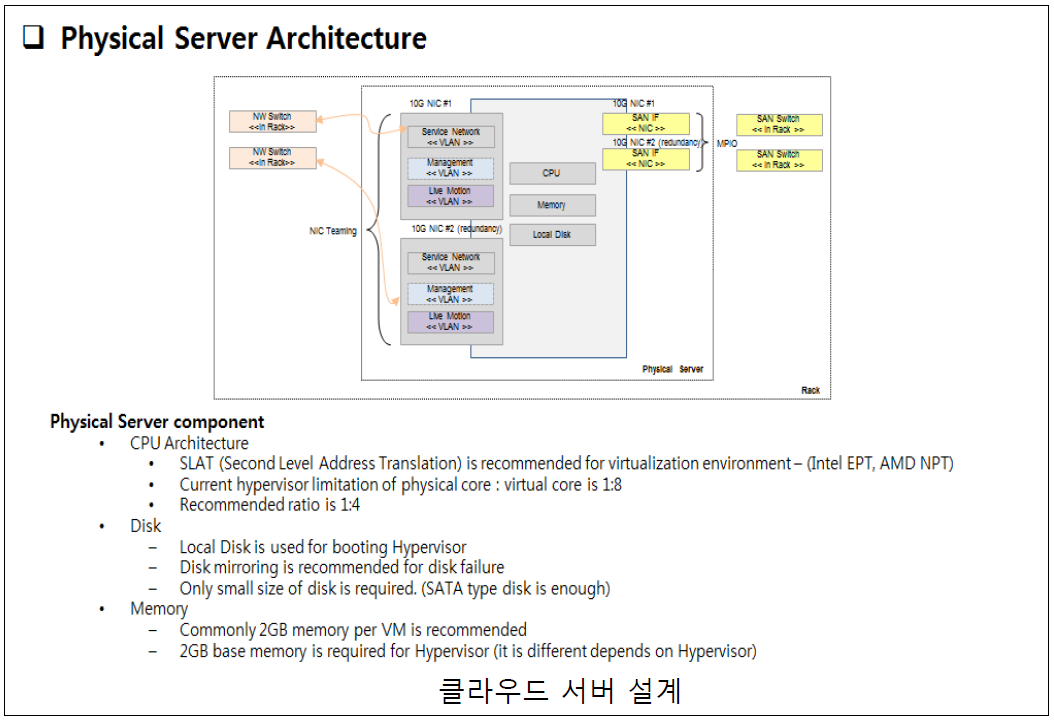 ❑ Physical Server Architecture
10G NIC #1
10G NIC #1
NW Switch
<<In Rack>>
NW Switch
<<In Rack>>
Service Network
<< VLAN >>
Management
<< VLAN >>
Live Motion
<< VLAN >>
SAN IF
<< NIC >>
10G NIC #2 (redundancy)
SAN IF
<< NIC >>
MPIO
SAN Switch
<< In Rack >>
SAN Switch
<< In Rack >>
CPU
Memory
Local Disk
NIC Teaming
10G NIC #2 (redundancy)
Service Network
<< VLAN >>
Management
<< VLAN >>
Live Motion
<< VLAN >>
Physical Server
Rack
Physical Server component
• CPU Architecture
• SLAT (Second Level Address Translation) is recommended for virtualization environment – (Intel EPT, AMD NPT)
• Current hypervisor limitation of physical core : virtual core is 1:8
• Recommended ratio is 1:4
• Disk
– Local Disk is used for booting Hypervisor
– Disk mirroring is recommended for disk failure
– Only small size of disk is required. (SATA type disk is enough)
• Memory
– Commonly 2GB memory per VM is recommended
– 2GB base memory is required for Hypervisor (it is different depends on Hypervisor)
클라우드 서버 설계